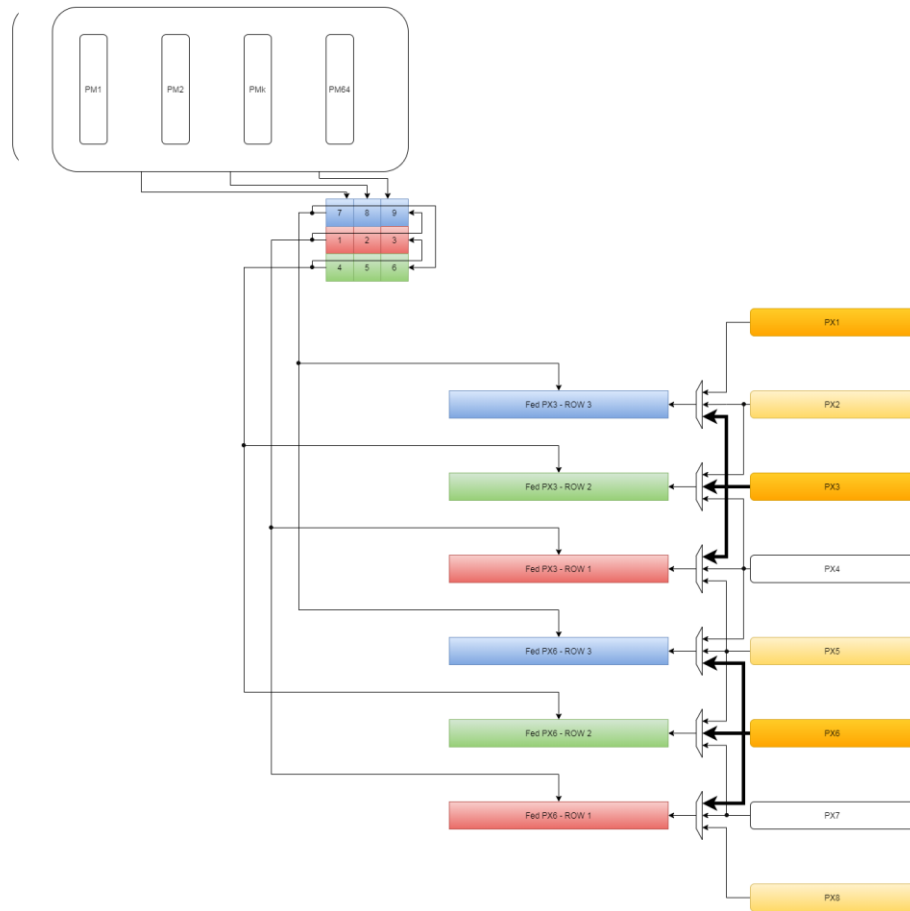 PM1 PM2 PMk PM64
7 8 9
1 2 3
4 5 6
PX1
Fed PX3 - ROW 3 PX2
Fed PX3 - ROW 2 PX3
Fed PX3 - ROW 1 PX4
Fed PX6 - ROW 3 PX5
Fed PX6 - ROW 2 PX6
Fed PX6 - ROW 1 PX7
PX8